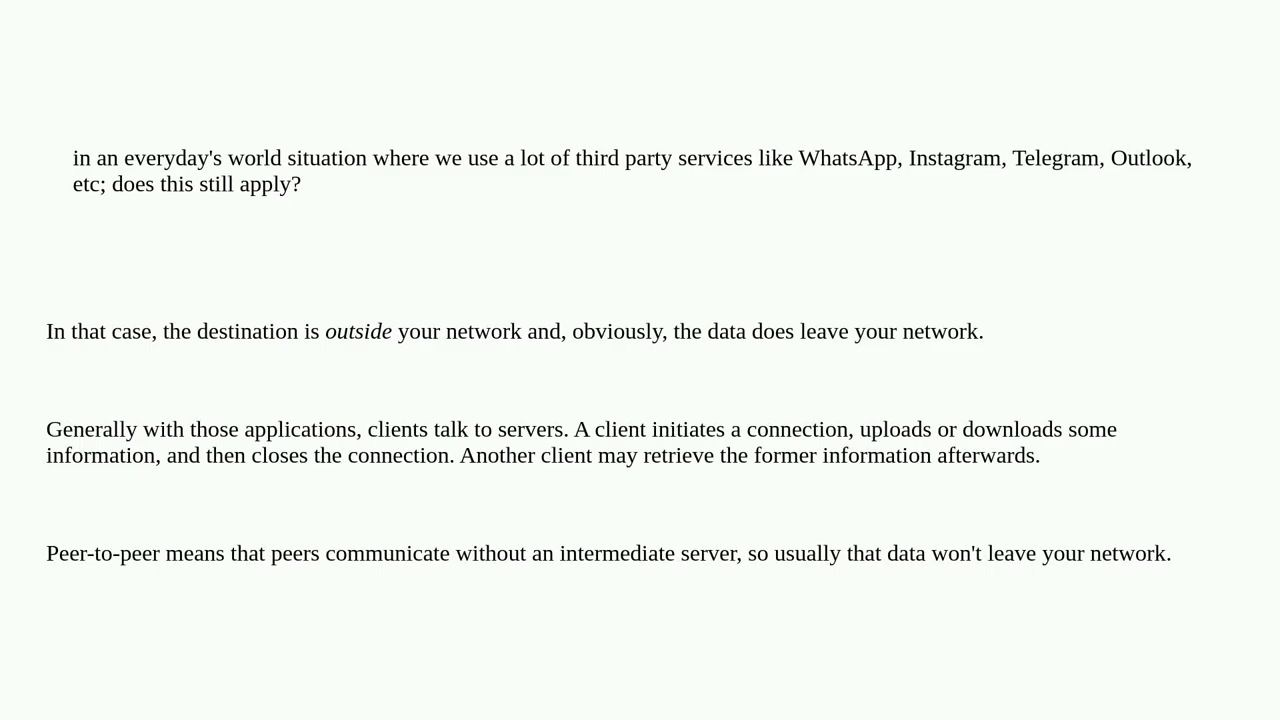 in an everyday's world situation where we use a lot of third party services like WhatsApp, Instagram, Telegram, Outlook,
etc; does this still apply?
In that case, the destination is outside your network and, obviously, the data does leave your network.
Generally with those applications, clients talk to servers. A client initiates a connection, uploads or downloads some
information, and then closes the connection. Another client may retrieve the former information afterwards.
Peer-to-peer means that peers communicate without an intermediate server, so usually that data won't leave your network.